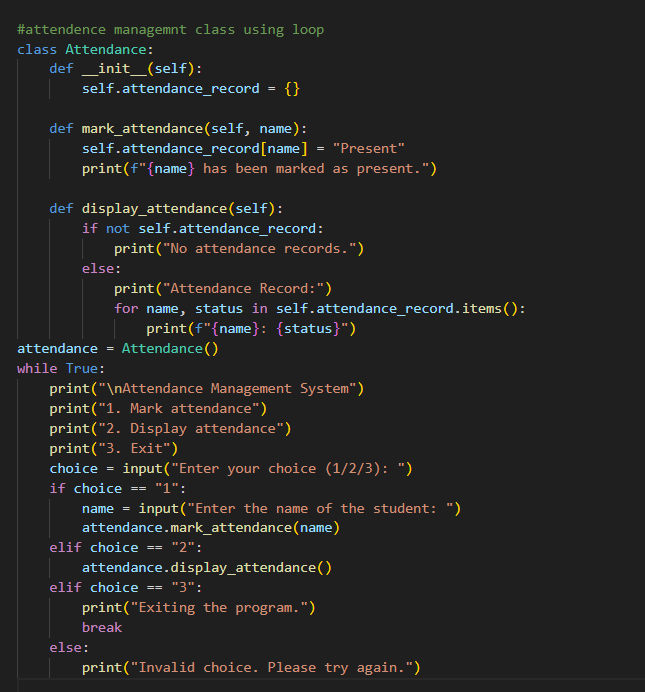 #attendence managemnt class using loop
class Attendance:
    def __init__(self):
        self.attendance_record = {}

    def mark_attendance(self, name):
        self.attendance_record[name] = "Present"
        print(f"{name} has been marked as present.")

    def display_attendance(self):
        if not self.attendance_record:
            print("No attendance records.")
        else:
            print("Attendance Record:")
            for name, status in self.attendance_record.items():
                print(f"{name}: {status}")
attendance = Attendance()
while True:
    print("\nAttendance Management System")
    print("1. Mark attendance")
    print("2. Display attendance")
    print("3. Exit")
    choice = input("Enter your choice (1/2/3): ")
    if choice == "1":
        name = input("Enter the name of the student: ")
        attendance.mark_attendance(name)
    elif choice == "2":
        attendance.display_attendance()
    elif choice == "3":
        print("Exiting the program.")
        break
    else:
        print("Invalid choice. Please try again.")